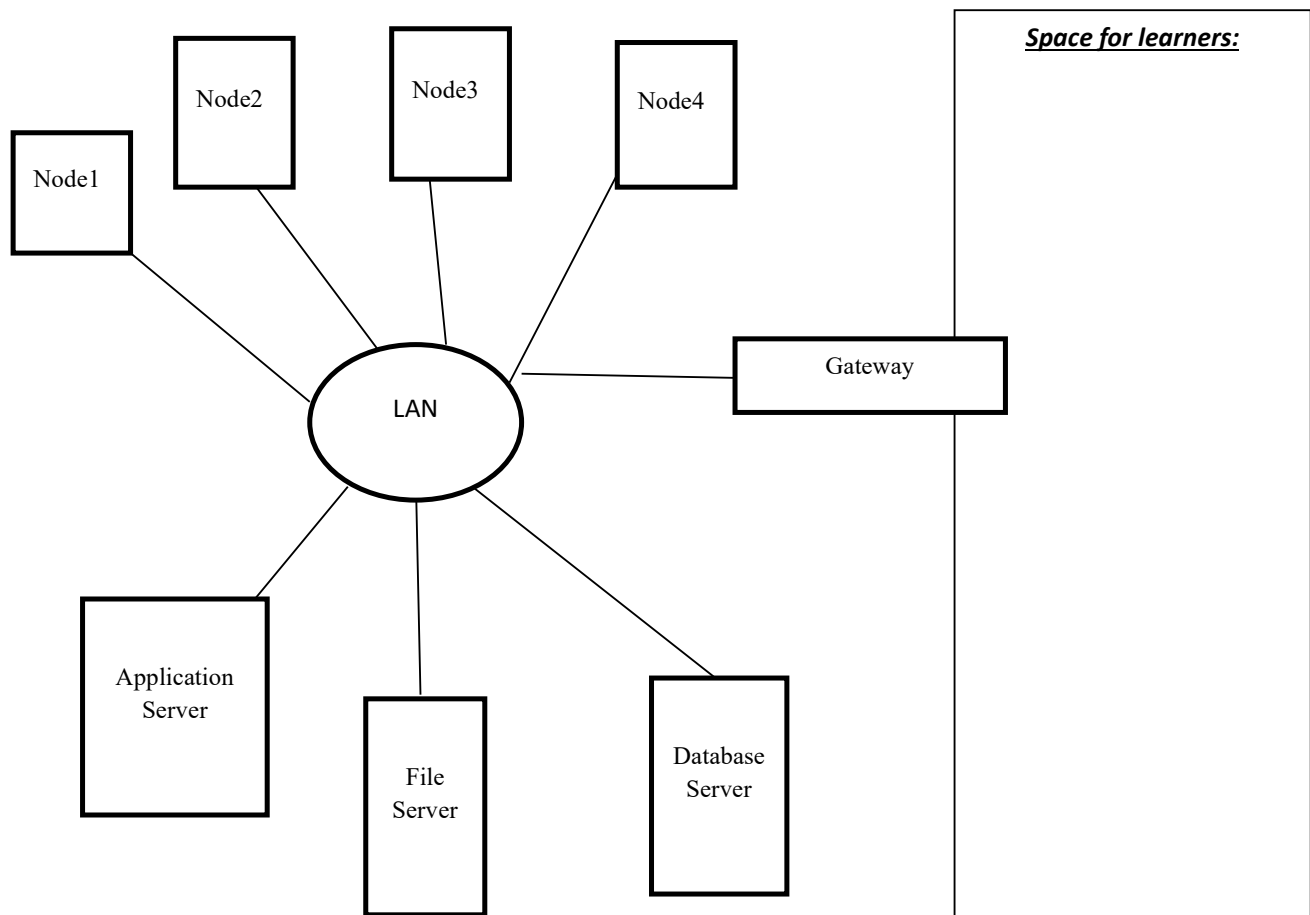 Space for learners:
Node1
Node2
Node3
Node4
Gateway
LAN
Application
Server
File
Server
Database
Server